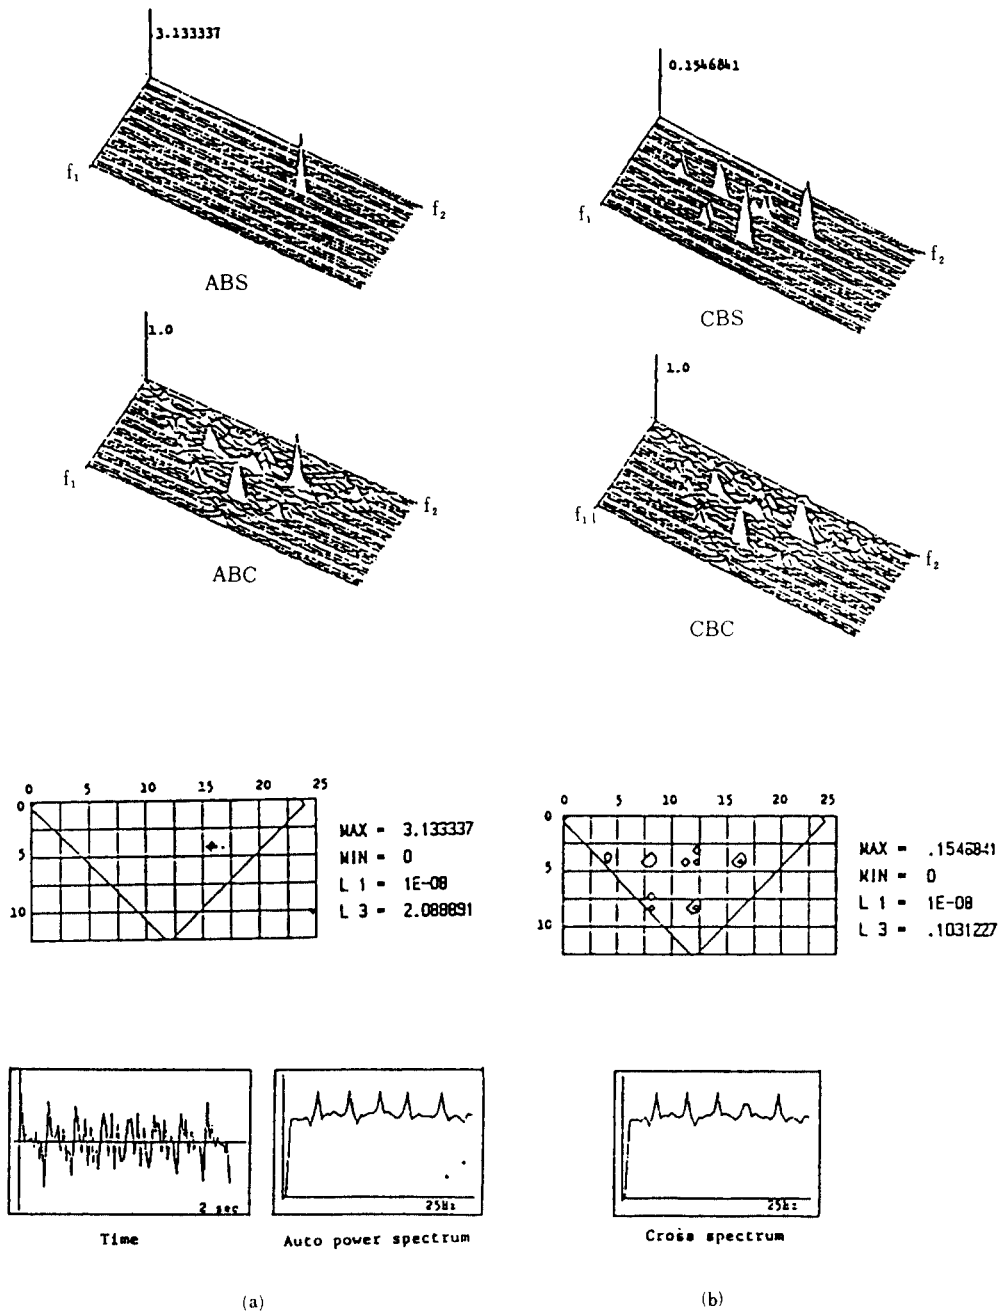 3.133337
f₁
f₂
ABS
0.1546841
f₁
f₂
CBS
1.0
f₁
f₂
ABC
1.0
f₁
f₂
CBC
0 5 10 15 20 25
0
5
10
MAX = 3.133337
MIN = 0
L 1 = 1E-08
L 3 = 2.088891
0 5 10 15 20 25
0
5
10
MAX = .1546841
MIN = 0
L 1 = 1E-08
L 3 = .1031227
2 sec
Time
25Hz
Auto power spectrum
25Hz
Cross spectrum
(a)
(b)